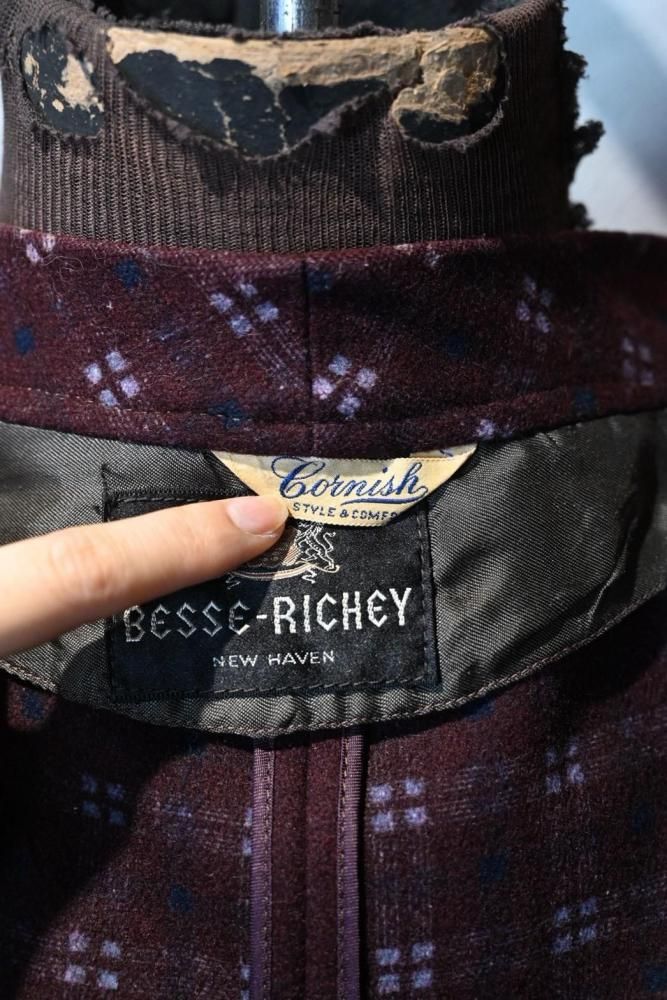 Cornish
STYLE & COMF
BESSE-RICHEY
NEW HAVEN